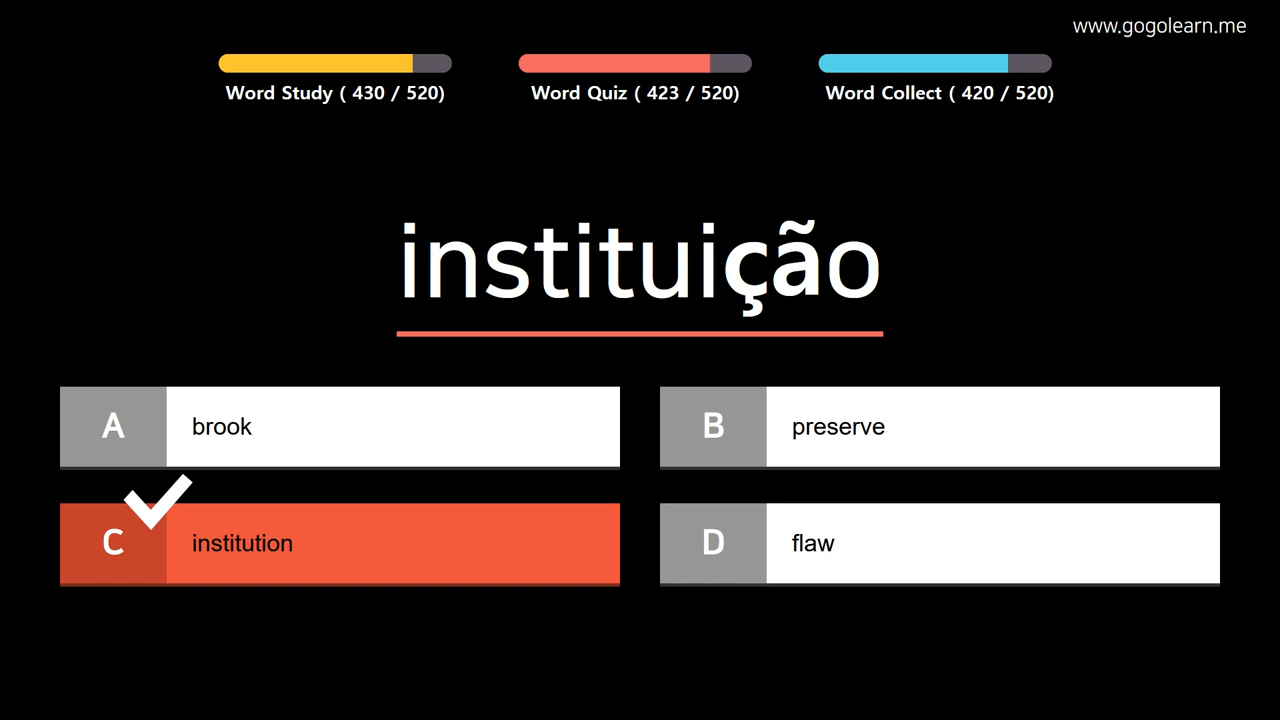 www.gogolearn.me
Word Study ( 430 / 520)
Word Quiz ( 423 / 520)
Word Collect ( 420 / 520)
instituição
A brook
B preserve
C institution
D flaw